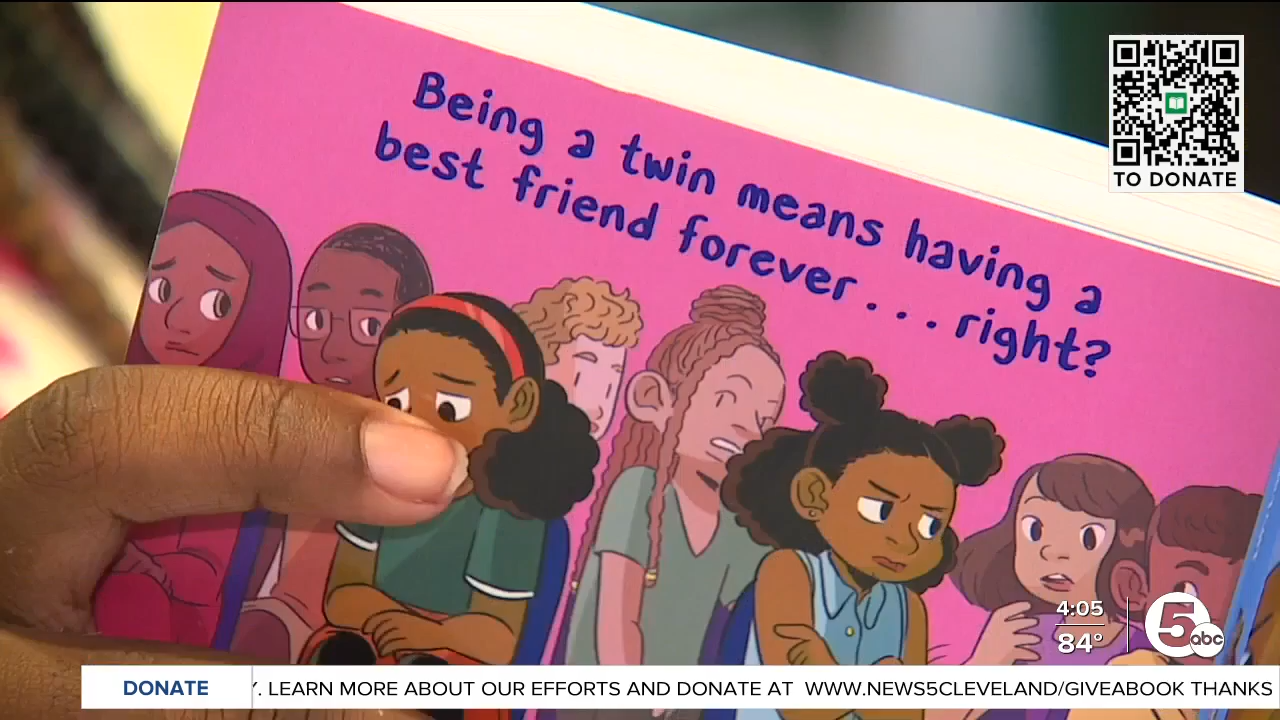 Being a twin means having a
best friend forever . . . right?
TO DONATE
4:05
84°
5 abc
DONATE
Y. LEARN MORE ABOUT OUR EFFORTS AND DONATE AT WWW.NEWS5CLEVELAND/GIVEABOOK THANKS